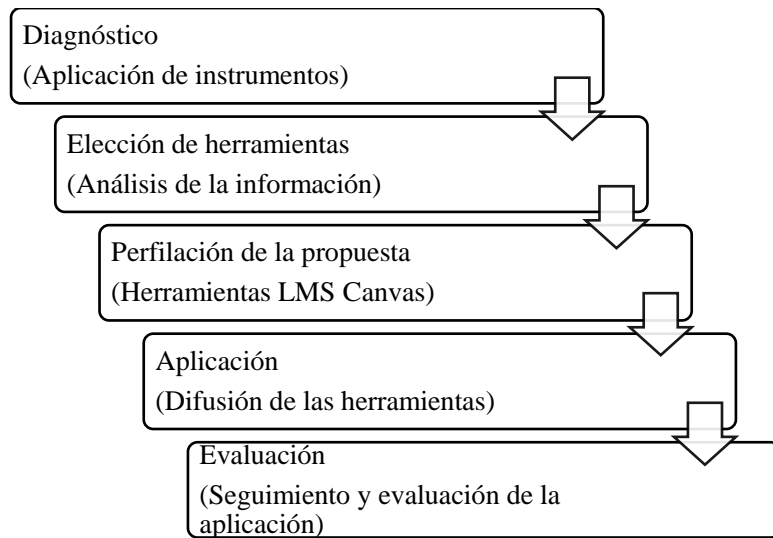 Diagnóstico
(Aplicación de instrumentos)
Elección de herramientas
(Análisis de la información)
Perfilación de la propuesta
(Herramientas LMS Canvas)
Aplicación
(Difusión de las herramientas)
Evaluación
(Seguimiento y evaluación de la
aplicación)